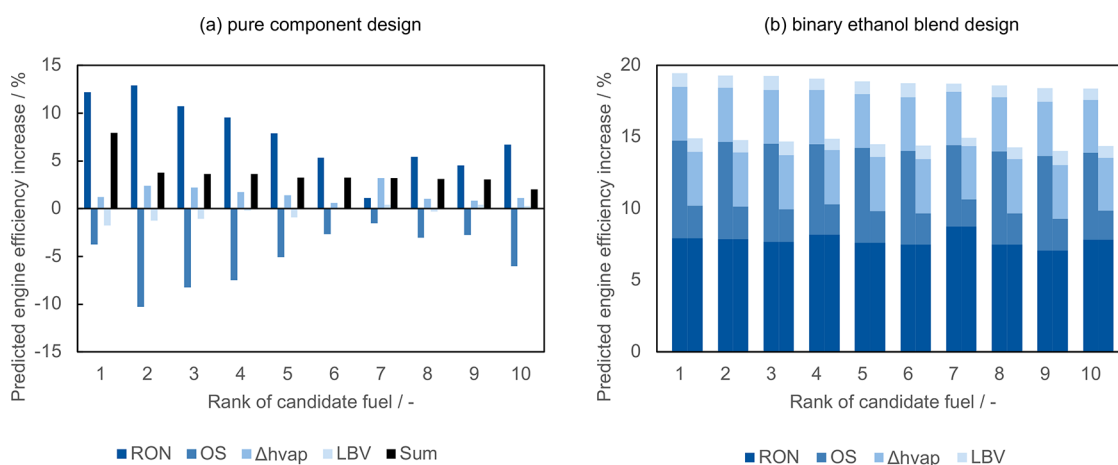 (a) pure component design
Predicted engine efficiency increase / %
15
10
5
0
-5
-10
-15
1 2 3 4 5 6 7 8 9 10
Rank of candidate fuel / -
RON OS Δhvap LBV Sum
(b) binary ethanol blend design
Predicted engine efficiency increase / %
20
15
10
5
0
1 2 3 4 5 6 7 8 9 10
Rank of candidate fuel / -
RON OS Δhvap LBV